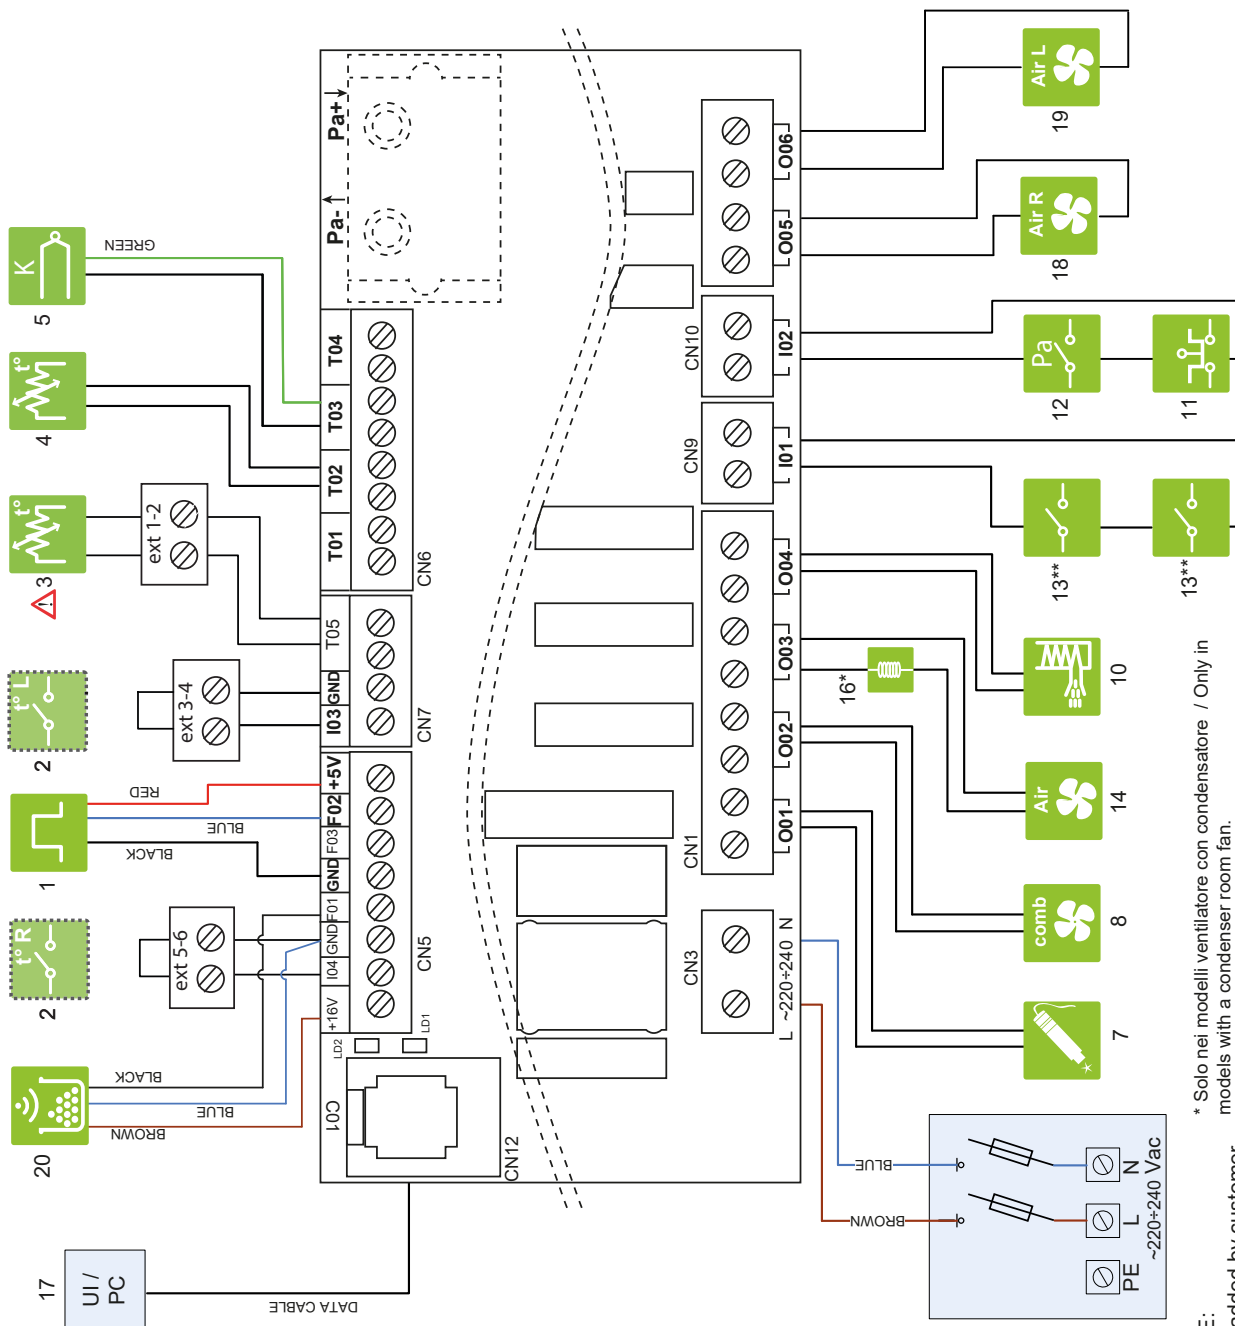 17
UI /
PC
DATA CABLE
20
BROWN
BLUE
BLACK
2
t° R
ext 5-6
1
BLACK
BLUE
RED
2
t° L
ext 3-4
3
t°
ext 1-2
4
t°
5
K
GREEN
C01
CN12
LD2
LD1
+16V
I04
GND
F01
GND
F03
F02
+5V
CN5
I03
GND
T05
CN7
T01
T02
T03
T04
CN6
Pa-
Pa+
CN3
L ~220÷240 N
CN1
O01
O02
O03
O04
CN9
I01
CN10
I02
O05
O06
BROWN
BLUE
PE
L
N
~220÷240 Vac
7
comb
8
Air
14
16*
10
13**
13**
Pa
12
11
Air R
18
Air L
19
* Solo nei modelli ventilatore con condensatore / Only in
models with a condenser room fan.
E:
added by customer